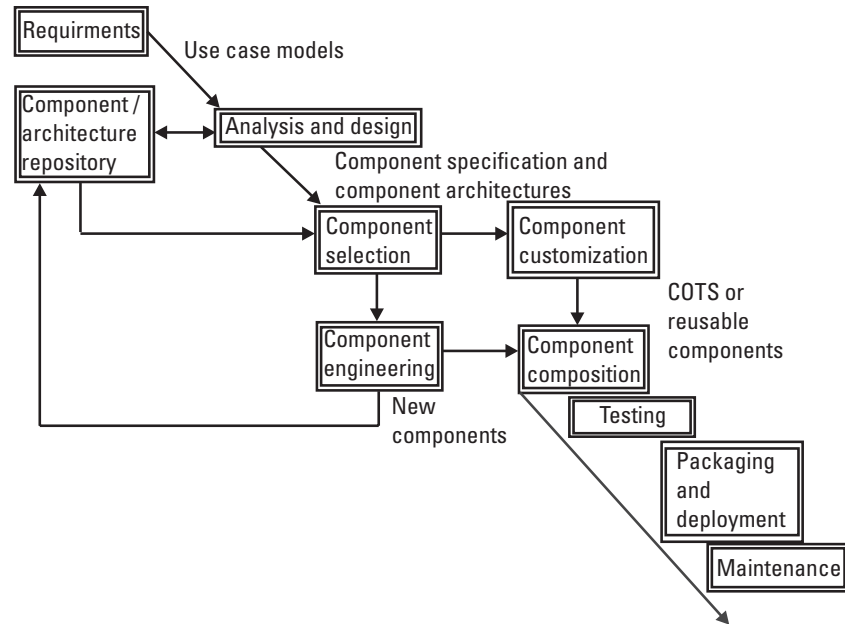 Requirments
Use case models
Component /
architecture
repository
Analysis and design
Component specification and
component architectures
Component
selection
Component
customization
COTS or
reusable
components
Component
engineering
Component
composition
New
components
Testing
Packaging
and
deployment
Maintenance